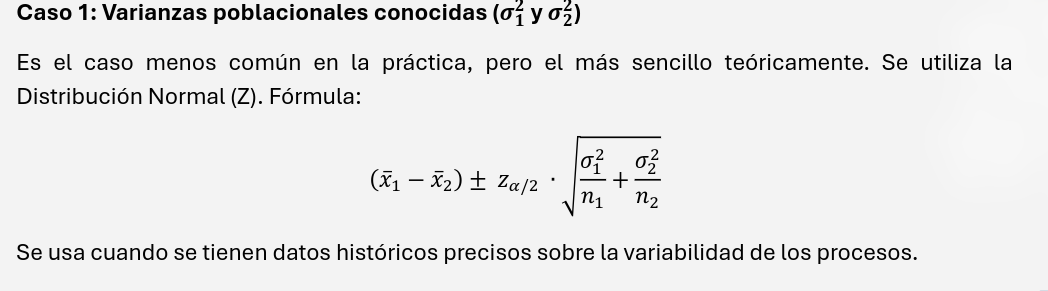 Caso 1: Varianzas poblacionales conocidas (σ₁² y σ₂²)
Es el caso menos común en la práctica, pero el más sencillo teóricamente. Se utiliza la
Distribución Normal (Z). Fórmula:
(x̄₁ − x̄₂) ± z_{α/2} · √(σ₁²/n₁ + σ₂²/n₂)
Se usa cuando se tienen datos históricos precisos sobre la variabilidad de los procesos.